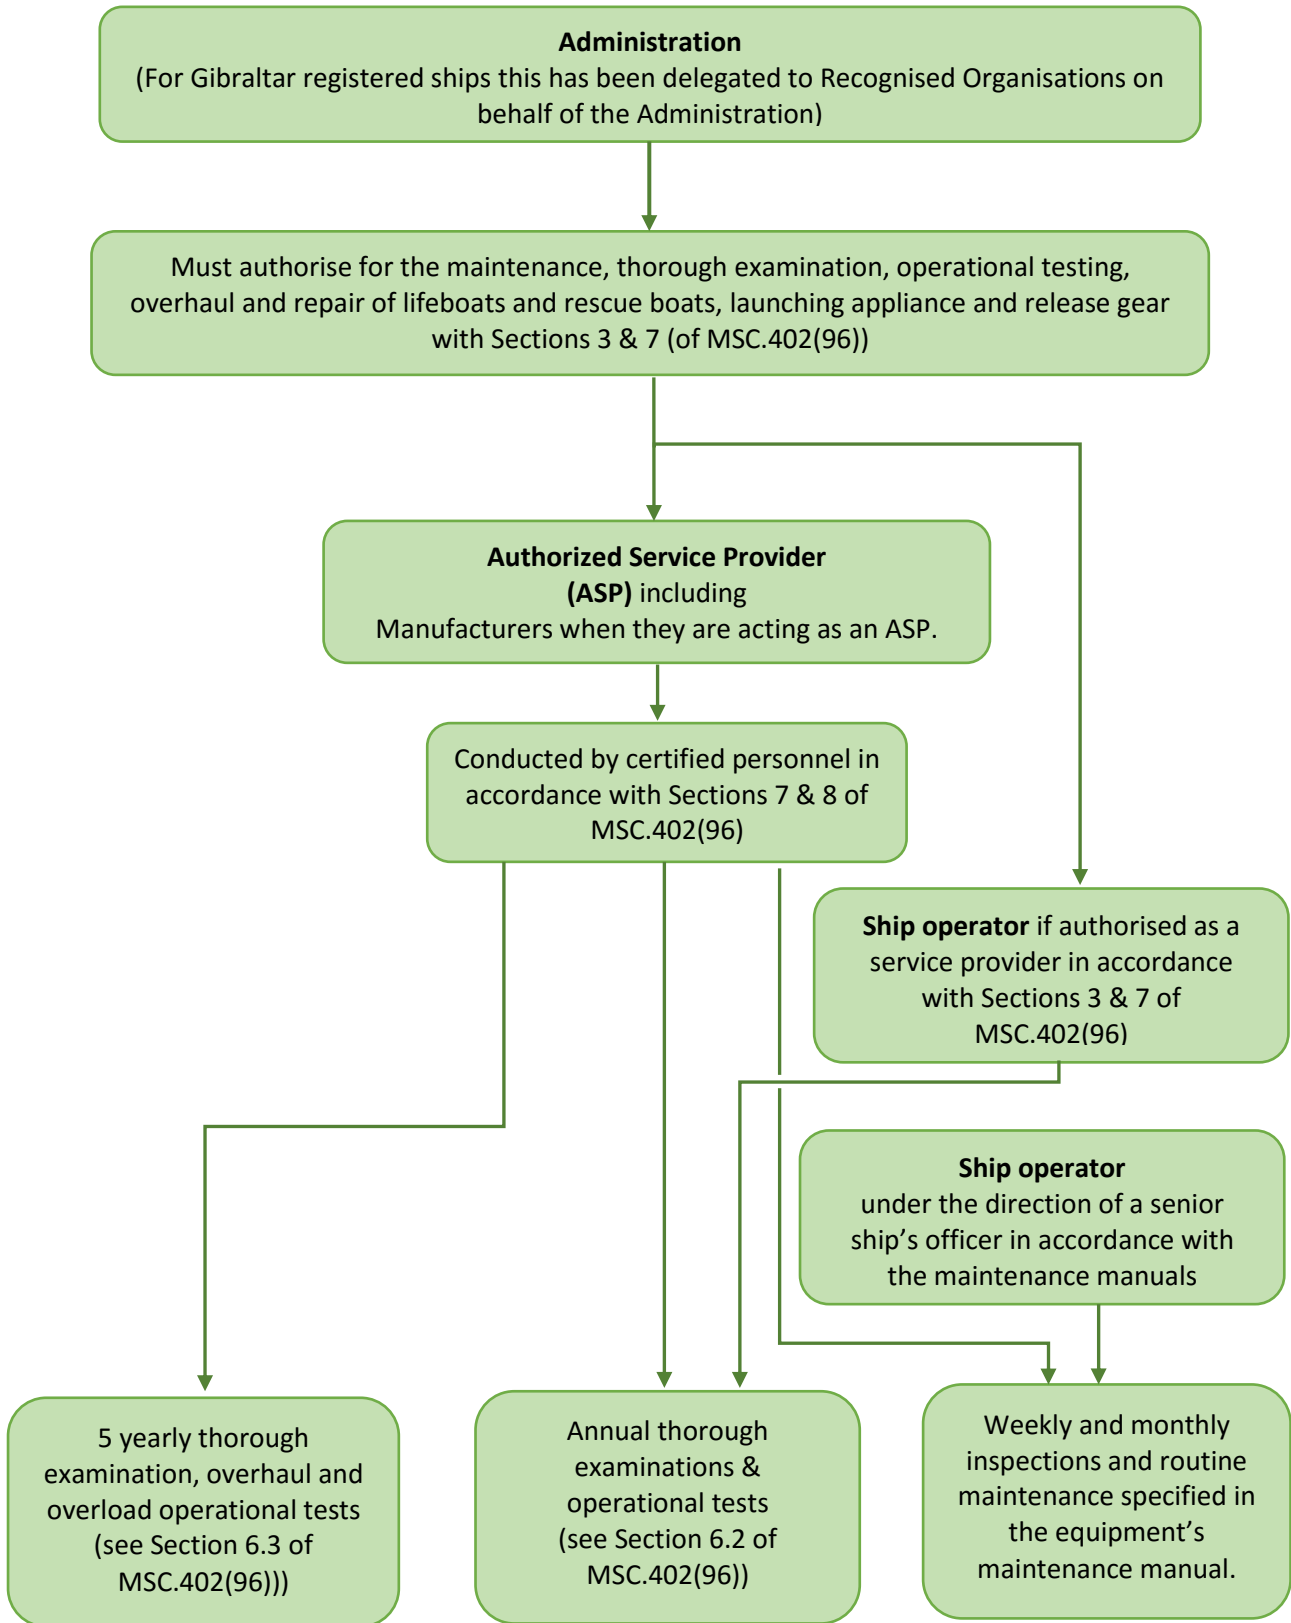 Administration
(For Gibraltar registered ships this has been delegated to Recognised Organisations on
behalf of the Administration)
Must authorise for the maintenance, thorough examination, operational testing,
overhaul and repair of lifeboats and rescue boats, launching appliance and release gear
with Sections 3 & 7 (of MSC.402(96))
Authorized Service Provider
(ASP) including
Manufacturers when they are acting as an ASP.
Conducted by certified personnel in
accordance with Sections 7 & 8 of
MSC.402(96)
Ship operator if authorised as a
service provider in accordance
with Sections 3 & 7 of
MSC.402(96)
Ship operator
under the direction of a senior
ship’s officer in accordance with
the maintenance manuals
5 yearly thorough
examination, overhaul and
overload operational tests
(see Section 6.3 of
MSC.402(96)))
Annual thorough
examinations &
operational tests
(see Section 6.2 of
MSC.402(96))
Weekly and monthly
inspections and routine
maintenance specified in
the equipment’s
maintenance manual.